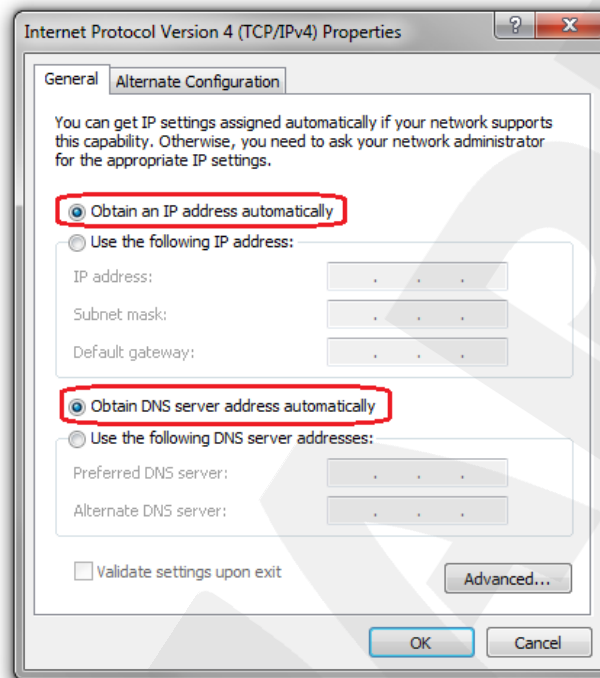 Internet Protocol Version 4 (TCP/IPv4) Properties
General
Alternate Configuration
You can get IP settings assigned automatically if your network supports
this capability. Otherwise, you need to ask your network administrator
for the appropriate IP settings.
Obtain an IP address automatically
Use the following IP address:
IP address:
Subnet mask:
Default gateway:
Obtain DNS server address automatically
Use the following DNS server addresses:
Preferred DNS server:
Alternate DNS server:
Validate settings upon exit
Advanced...
OK
Cancel